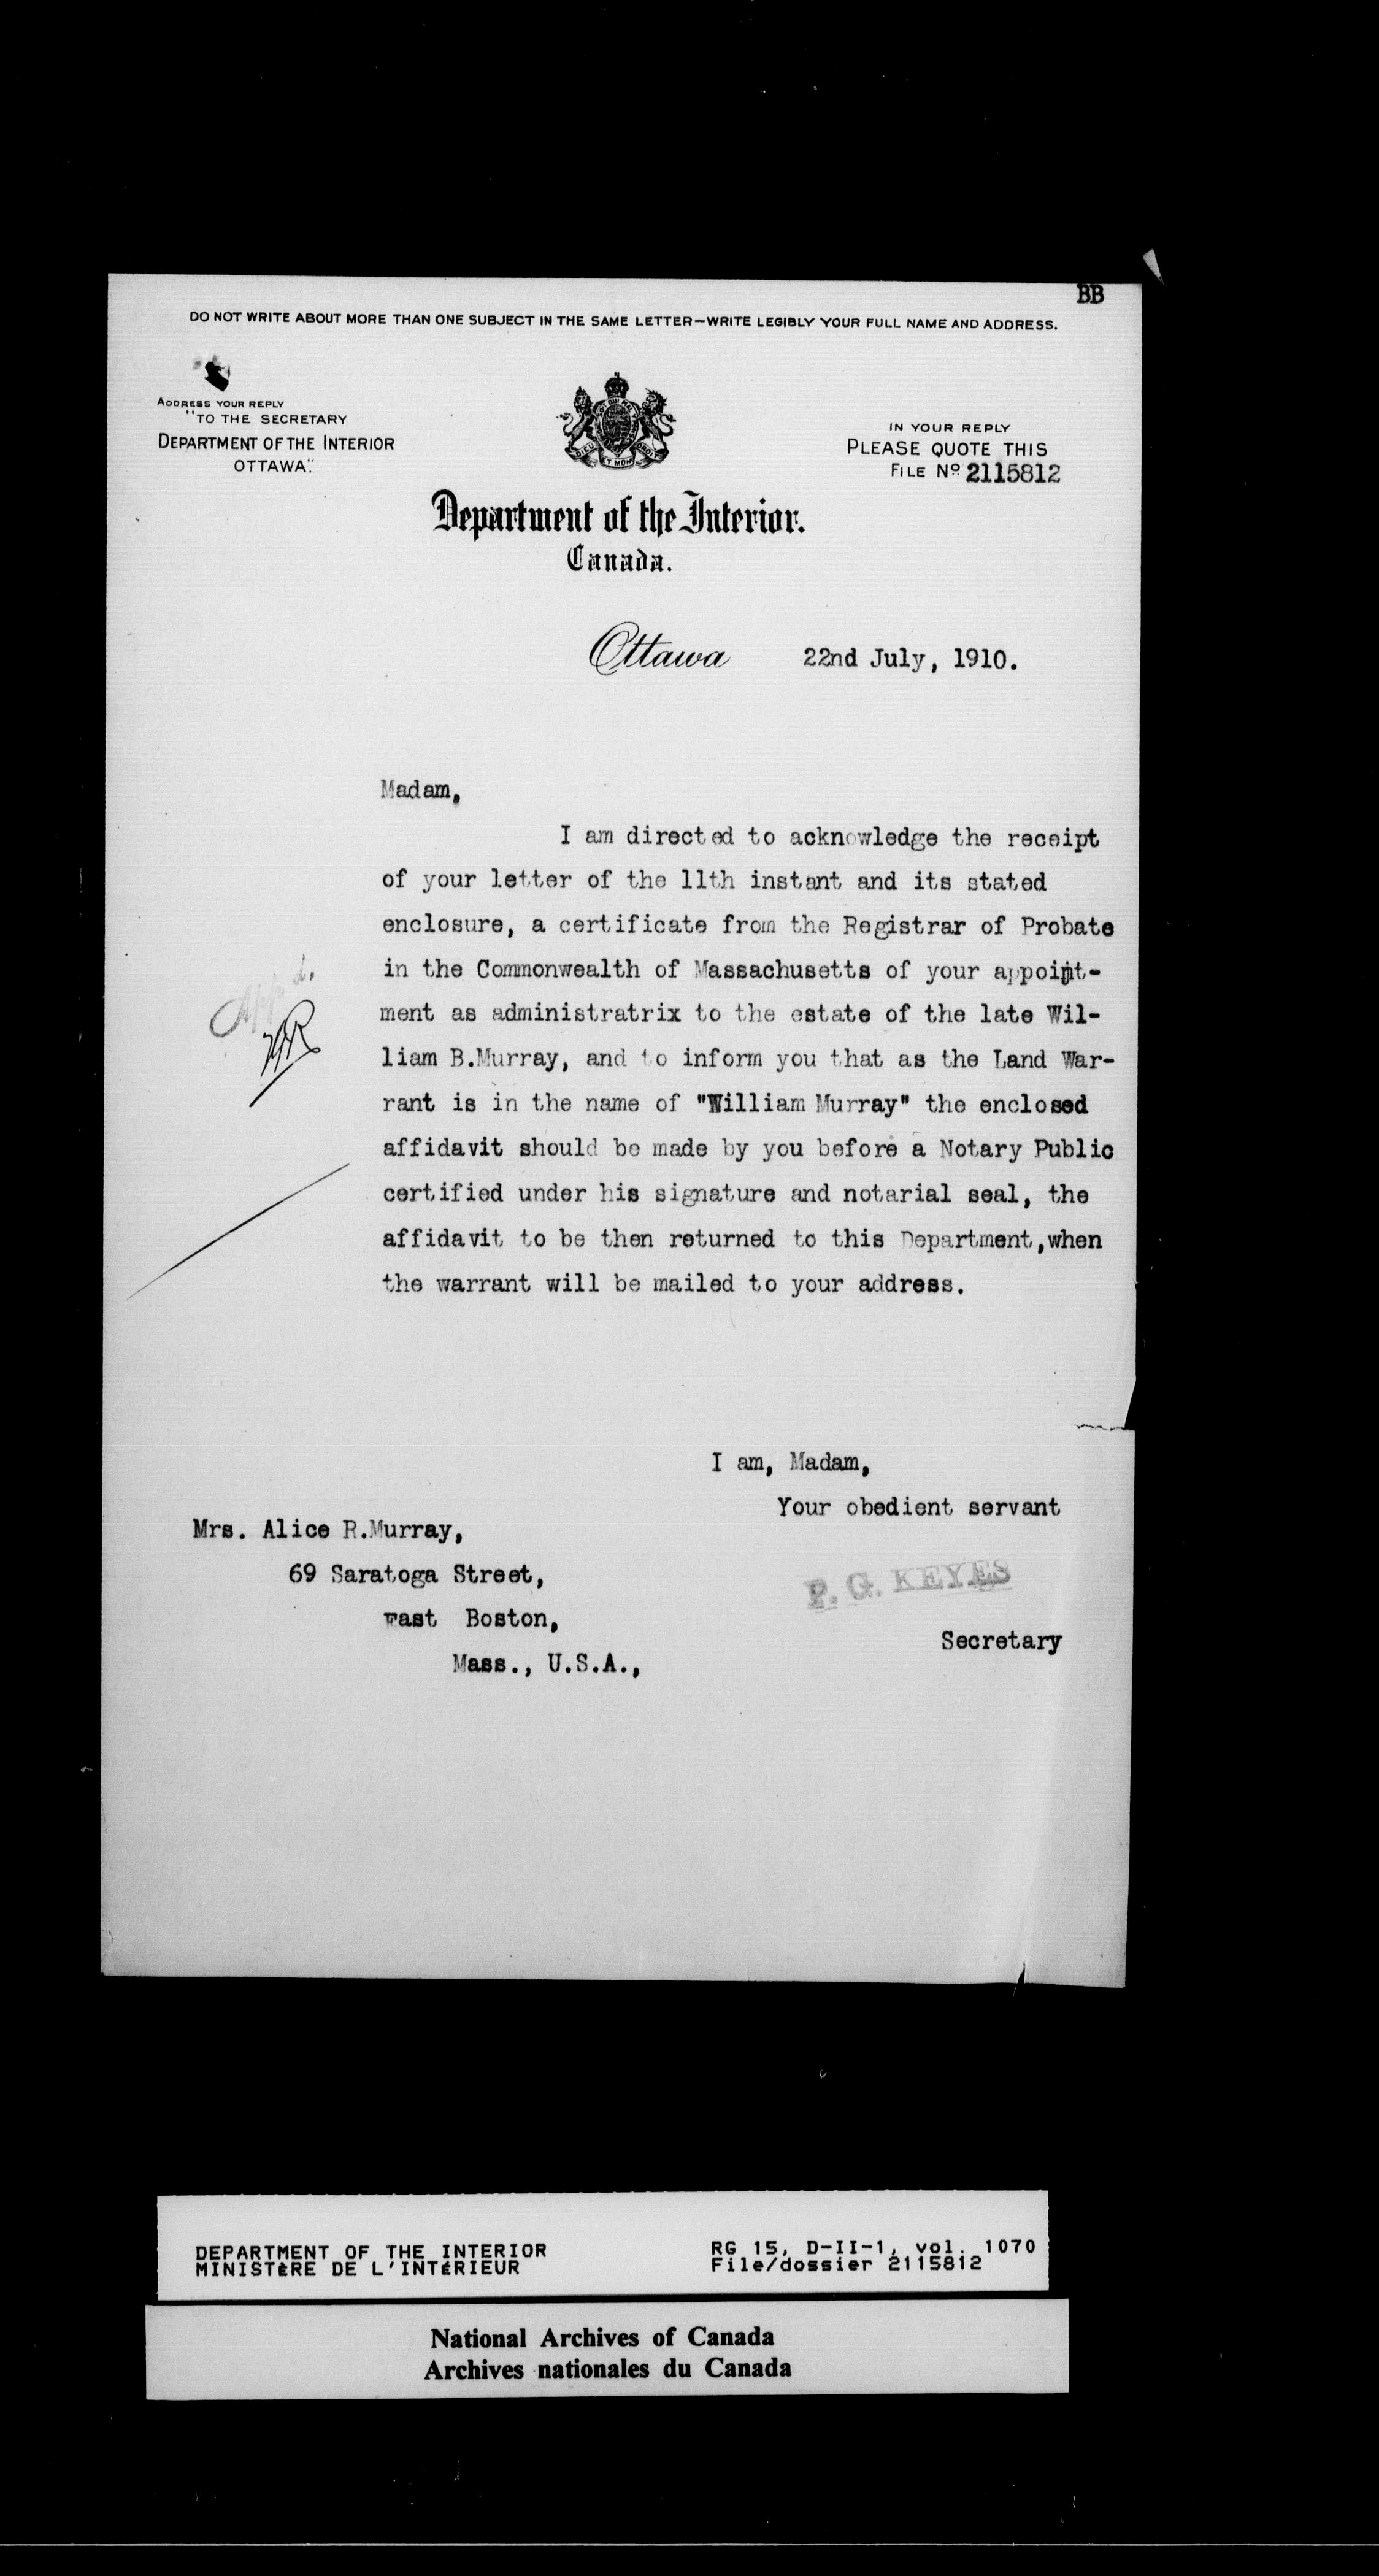 BB
DO NOT WRITE ABOUT MORE THAN ONE SUBJECT IN THE SAME LETTER—WRITE LEGIBLY YOUR FULL NAME AND ADDRESS.
ADDRESS YOUR REPLY
"TO THE SECRETARY
DEPARTMENT OF THE INTERIOR
OTTAWA."
IN YOUR REPLY
PLEASE QUOTE THIS
FILE No. 2115812
DIEU ET MON DROIT
Department of the Interior.
Canada.
Ottawa 22nd July, 1910.
Madam,
I am directed to acknowledge the receipt
of your letter of the 11th instant and its stated
enclosure, a certificate from the Registrar of Probate
in the Commonwealth of Massachusetts of your appoint-
ment as administratrix to the estate of the late Wil-
liam B.Murray, and to inform you that as the Land War-
rant is in the name of "William Murray" the enclosed
affidavit should be made by you before a Notary Public
certified under his signature and notarial seal, the
affidavit to be then returned to this Department,when
the warrant will be mailed to your address.
App'd.
I am, Madam,
Your obedient servant
P. G. KEYES
Secretary
Mrs. Alice R.Murray,
69 Saratoga Street,
East Boston,
Mass., U.S.A.,
DEPARTMENT OF THE INTERIOR
MINISTÈRE DE L'INTÉRIEUR
RG 15, D-II-1, vol. 1070
File/dossier 2115812
National Archives of Canada
Archives nationales du Canada